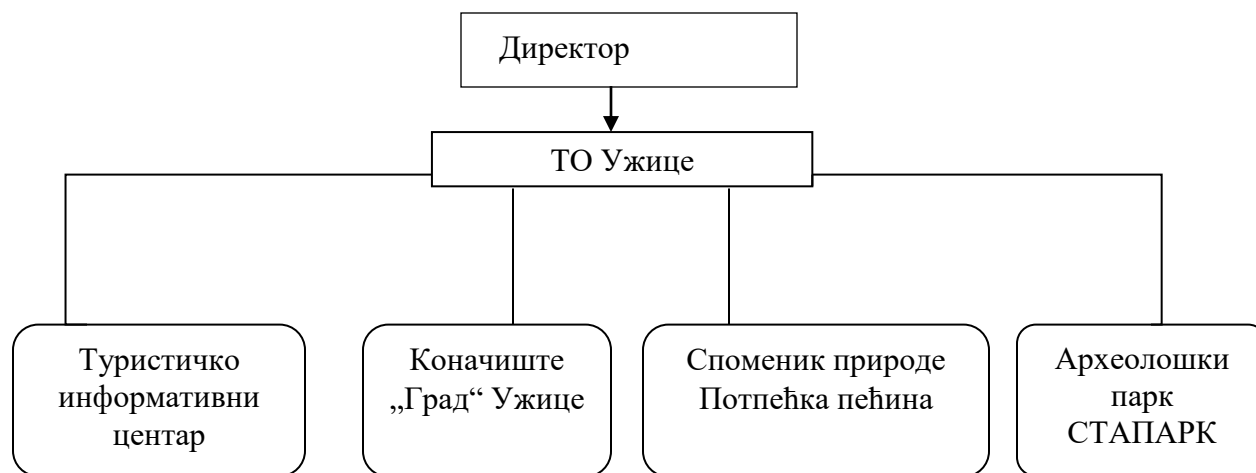 Директор
ТО Ужице
Туристичко
информативни
центар
Коначиште
„Град“ Ужице
Споменик природе
Потпећка пећина
Археолошки
парк
СТАПАРК